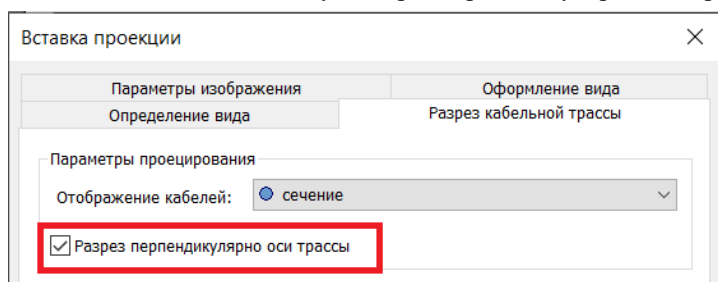 Вставка проекции
Параметры изображения
Оформление вида
Определение вида
Разрез кабельной трассы
Параметры проецирования
Отображение кабелей:
сечение
Разрез перпендикулярно оси трассы